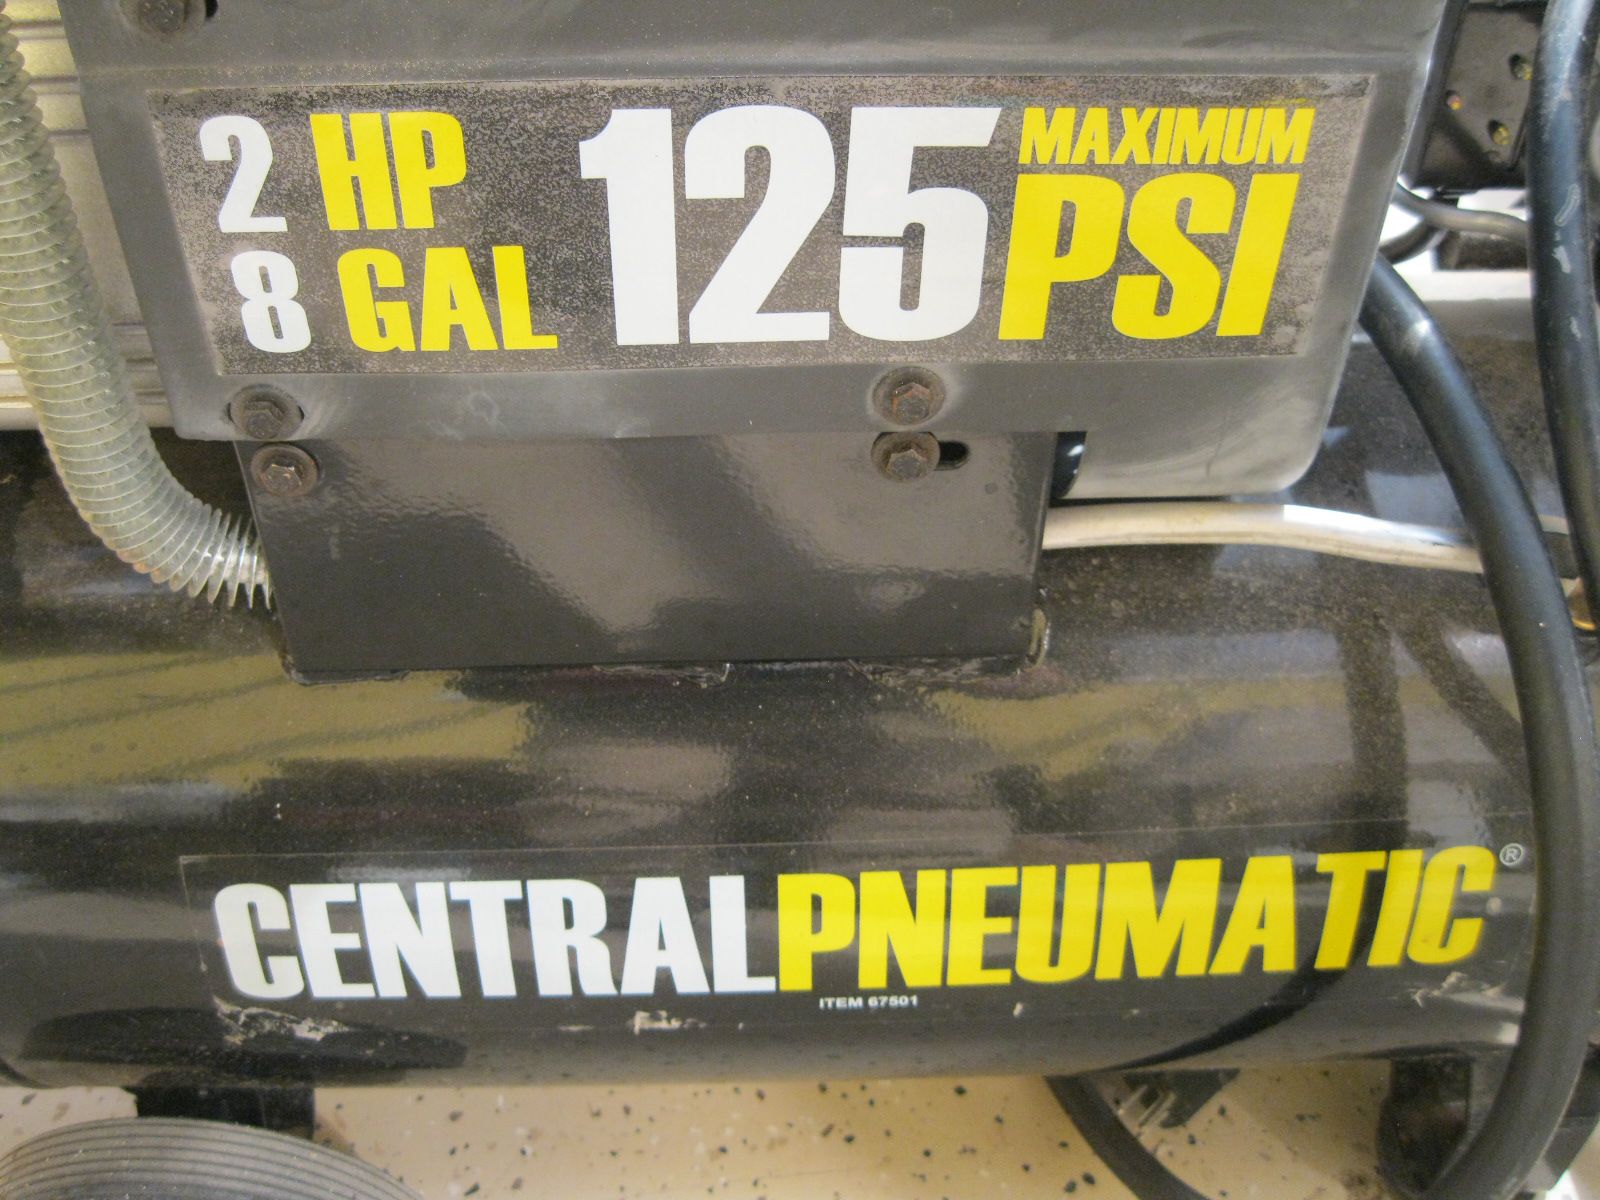 2 HP
8 GAL
125
MAXIMUM
PSI
CENTRALPNEUMATIC®
ITEM 67501